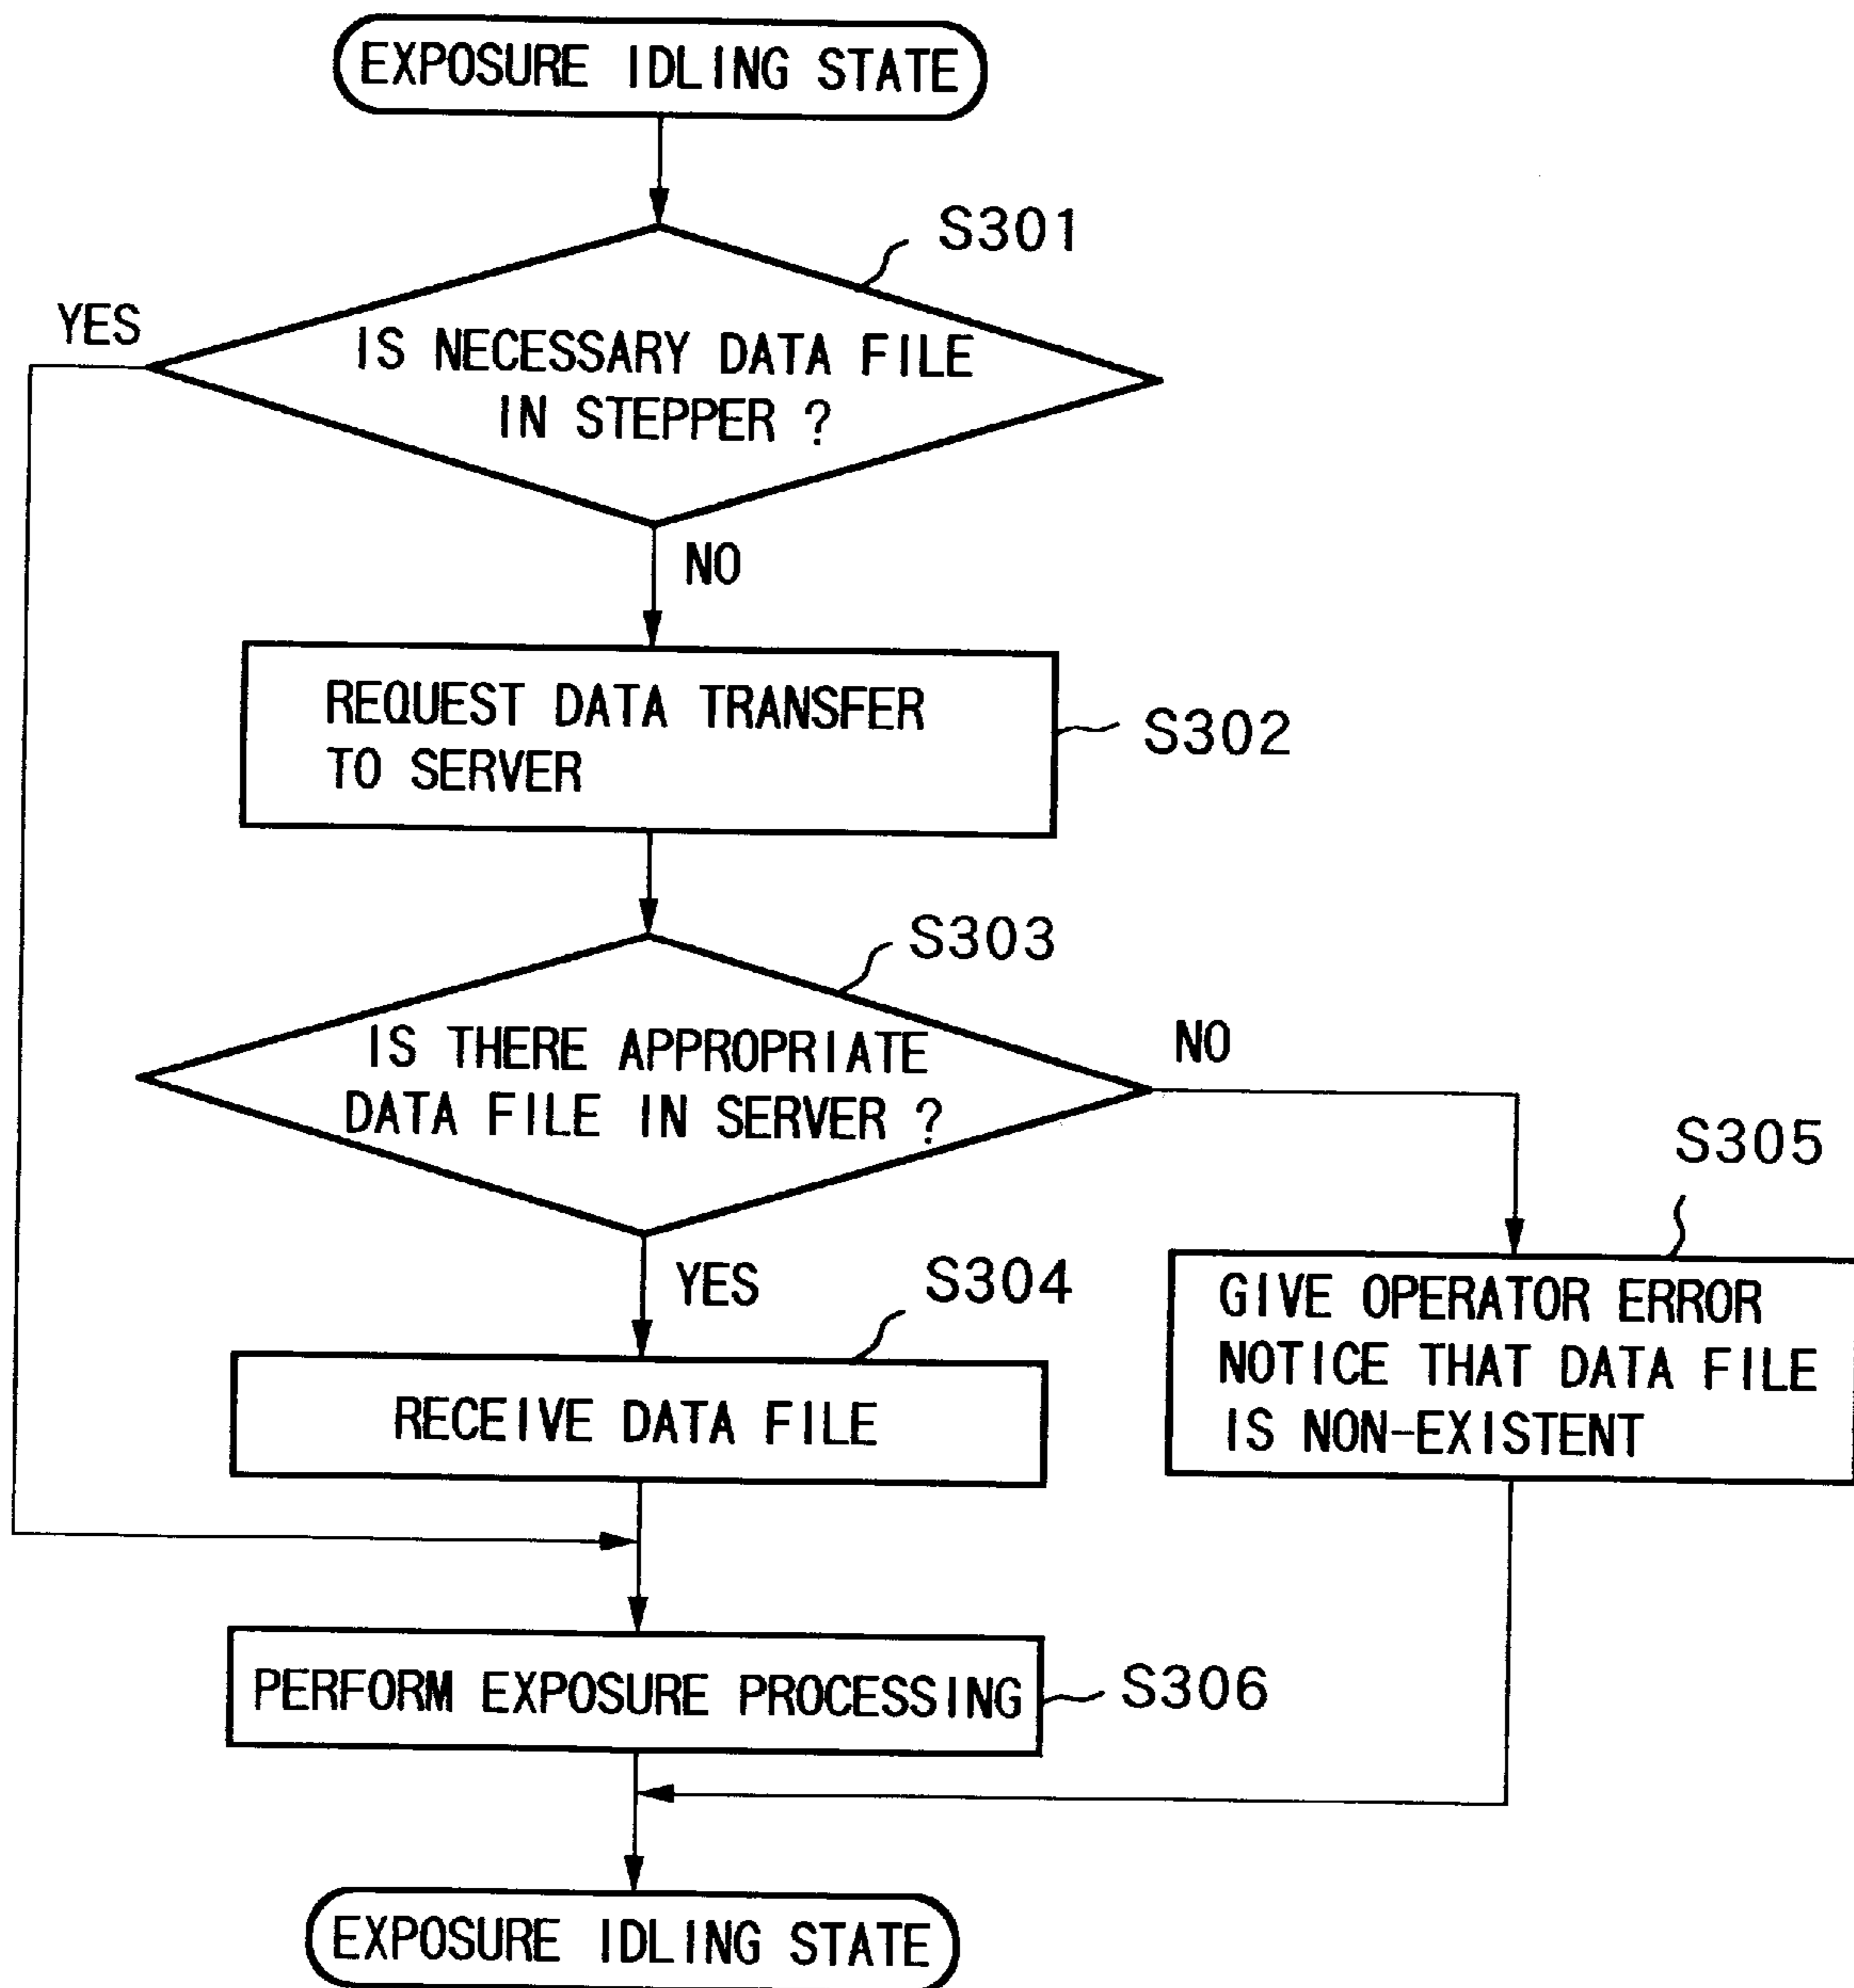 EXPOSURE IDLING STATE
S301
YES
IS NECESSARY DATA FILE
IN STEPPER ?
NO
REQUEST DATA TRANSFER
TO SERVER
S302
S303
IS THERE APPROPRIATE
DATA FILE IN SERVER ?
NO
S305
YES
S304
GIVE OPERATOR ERROR
NOTICE THAT DATA FILE
IS NON-EXISTENT
RECEIVE DATA FILE
PERFORM EXPOSURE PROCESSING
S306
EXPOSURE IDLING STATE